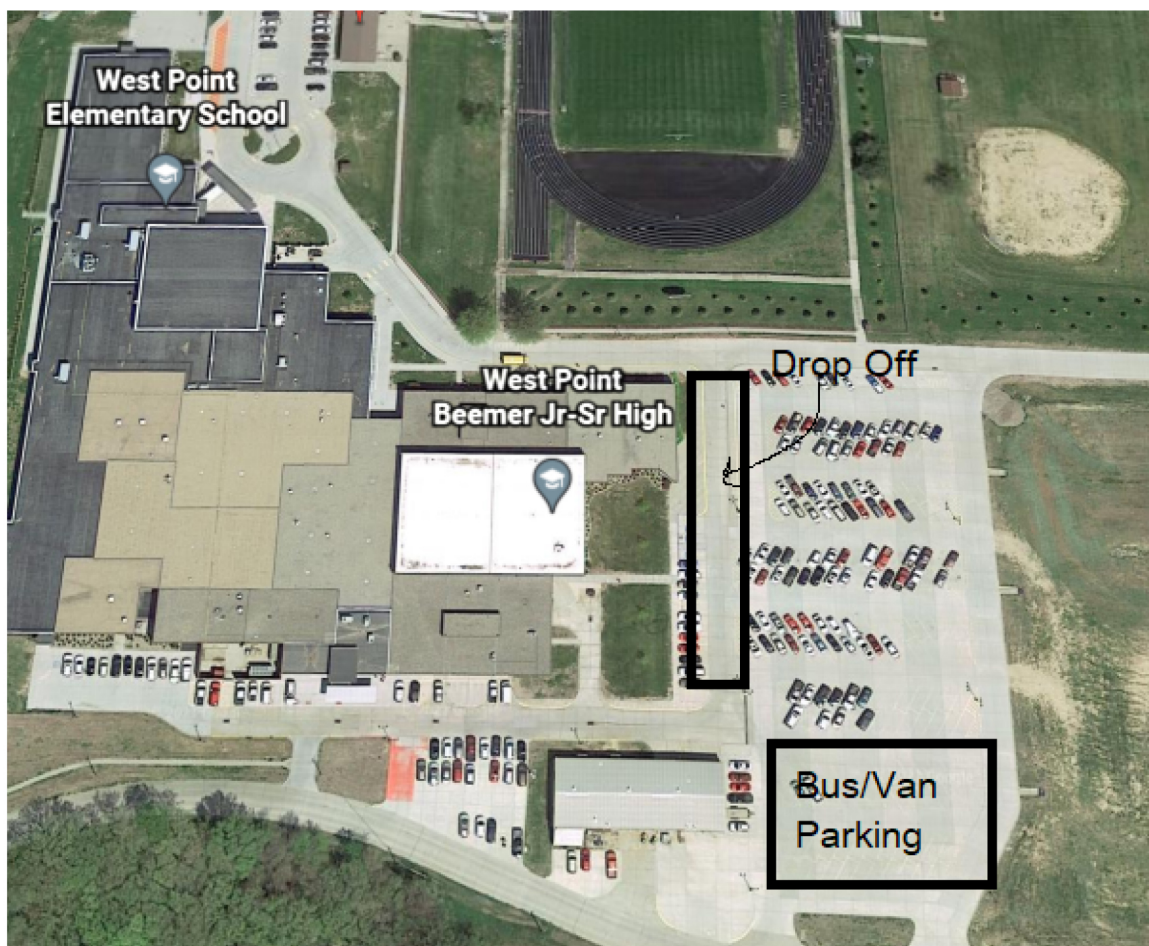 West Point
Elementary School
Drop Off
West Point
Beemer Jr-Sr High
Bus/Van
Parking